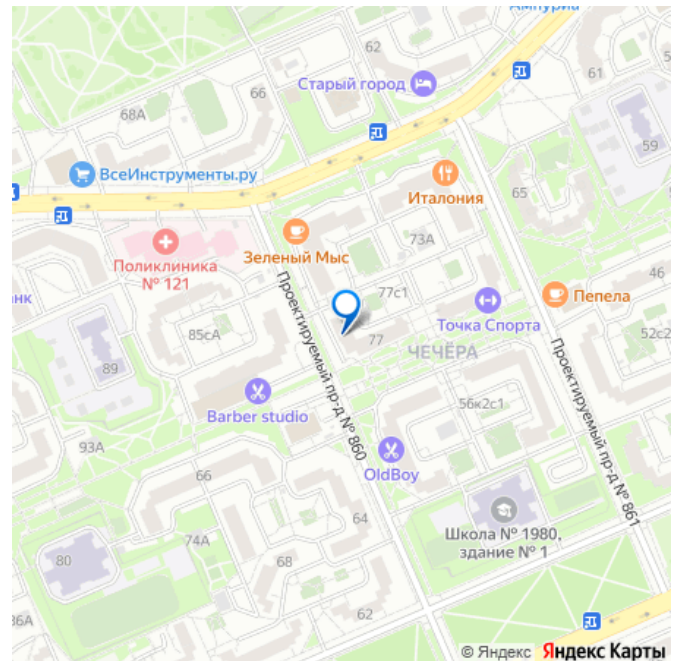 Ампурия
62
Старый город
61
66
68А
59
ВсеИнструменты.ру
Италония
65
Поликлиника
№ 121
Зеленый Мыс
73А
77с1
46
Пепела
Точка Спорта
анк
85сА
77
ЧЕЧЁРА
52с2
89
Проектируемый пр-д № 860
Проектируемый пр-д № 861
Barber studio
56к2с1
93А
OldBoy
66
64
Школа № 1980,
здание № 1
74А
80
68
62
86А
© Яндекс Яндекс Карты